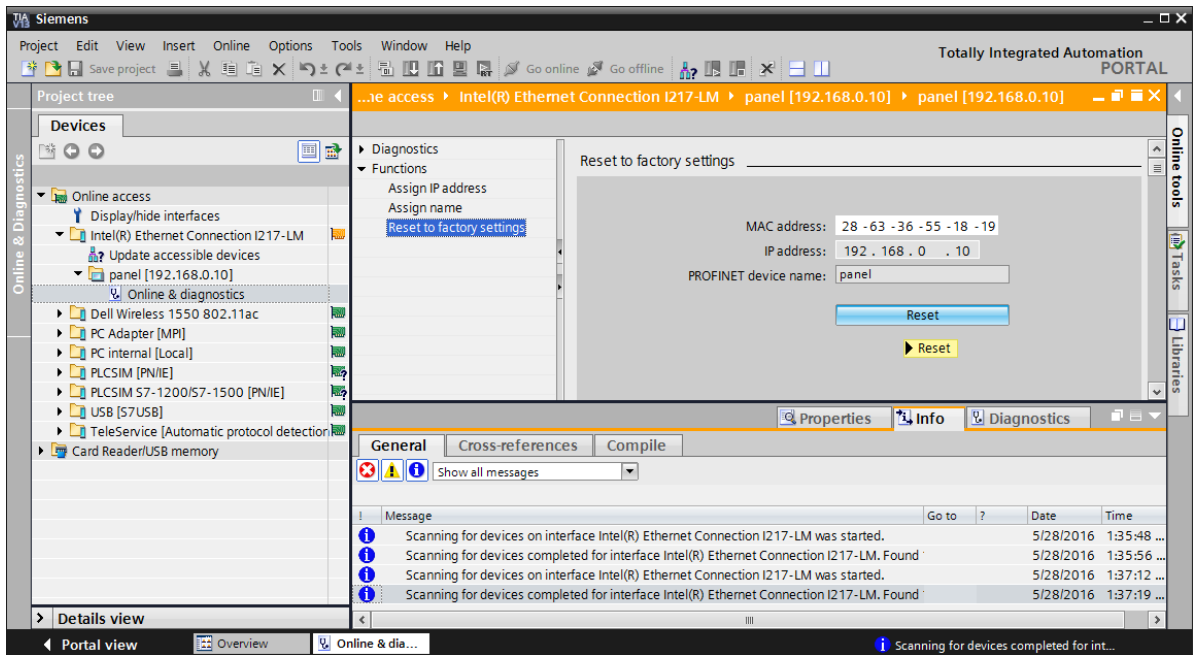 TIA V13 Siemens
Project Edit View Insert Online Options Tools Window Help
Totally Integrated Automation
PORTAL
Save project Go online Go offline
Project tree
...ne access Intel(R) Ethernet Connection I217-LM panel [192.168.0.10] panel [192.168.0.10]
Devices
Online & Diagnostics
Online access
Display/hide interfaces
Intel(R) Ethernet Connection I217-LM
Update accessible devices
panel [192.168.0.10]
Online & diagnostics
Dell Wireless 1550 802.11ac
PC Adapter [MPI]
PC internal [Local]
PLCSIM [PN/IE]
PLCSIM S7-1200/S7-1500 [PN/IE]
USB [S7USB]
TeleService [Automatic protocol detection
Card Reader/USB memory
Details view
Diagnostics
Functions
Assign IP address
Assign name
Reset to factory settings
Reset to factory settings
MAC address: 28 -63 -36 -55 -18 -19
IP address: 192 . 168 . 0 . 10
PROFINET device name: panel
Reset
Reset
Online tools
Tasks
Libraries
Properties Info Diagnostics
General Cross-references Compile
Show all messages
! Message Go to ? Date Time
Scanning for devices on interface Intel(R) Ethernet Connection I217-LM was started. 5/28/2016 1:35:48 ...
Scanning for devices completed for interface Intel(R) Ethernet Connection I217-LM. Found 5/28/2016 1:35:56 ...
Scanning for devices on interface Intel(R) Ethernet Connection I217-LM was started. 5/28/2016 1:37:12 ...
Scanning for devices completed for interface Intel(R) Ethernet Connection I217-LM. Found 5/28/2016 1:37:19 ...
Portal view Overview Online & dia... Scanning for devices completed for int...